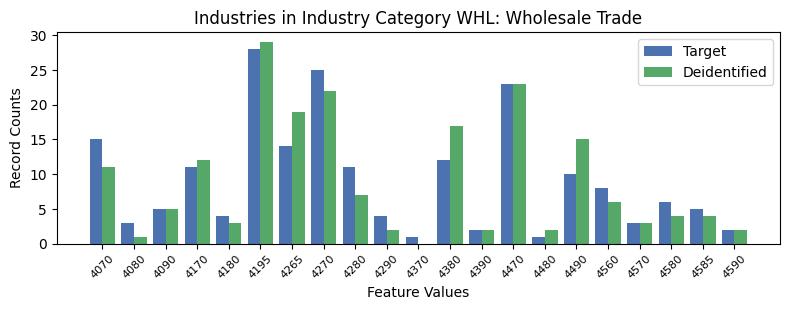 Industries in Industry Category WHL: Wholesale Trade
Target
Deidentified
Record Counts
30
25
20
15
10
5
0
4070 4080 4090 4170 4180 4195 4265 4270 4280 4290 4370 4380 4390 4470 4480 4490 4560 4570 4580 4585 4590
Feature Values